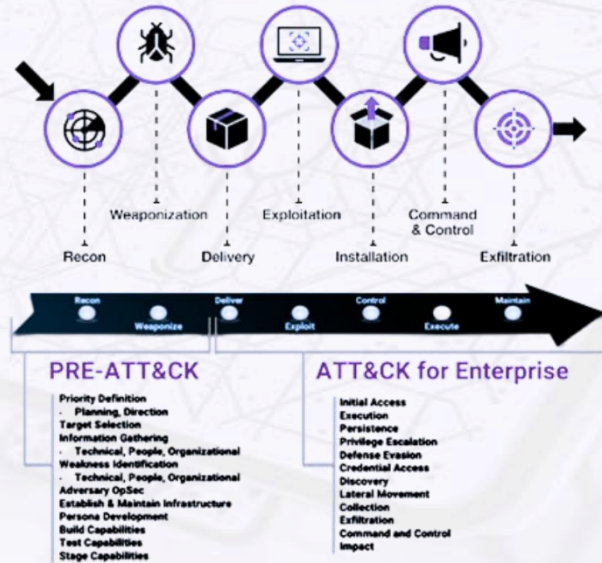 Weaponization
Exploitation
Command
& Control
Recon
Delivery
Installation
Exfiltration
Recon
Deliver
Control
Maintain
Weaponize
Exploit
Execute
PRE-ATT&CK
Priority Definition
- Planning, Direction
Target Selection
Information Gathering
- Technical, People, Organizational
Weakness Identification
- Technical, People, Organizational
Adversary OpSec
Establish & Maintain Infrastructure
Persona Development
Build Capabilities
Test Capabilities
Stage Capabilities
ATT&CK for Enterprise
Initial Access
Execution
Persistence
Privilege Escalation
Defense Evasion
Credential Access
Discovery
Lateral Movement
Collection
Exfiltration
Command and Control
Impact